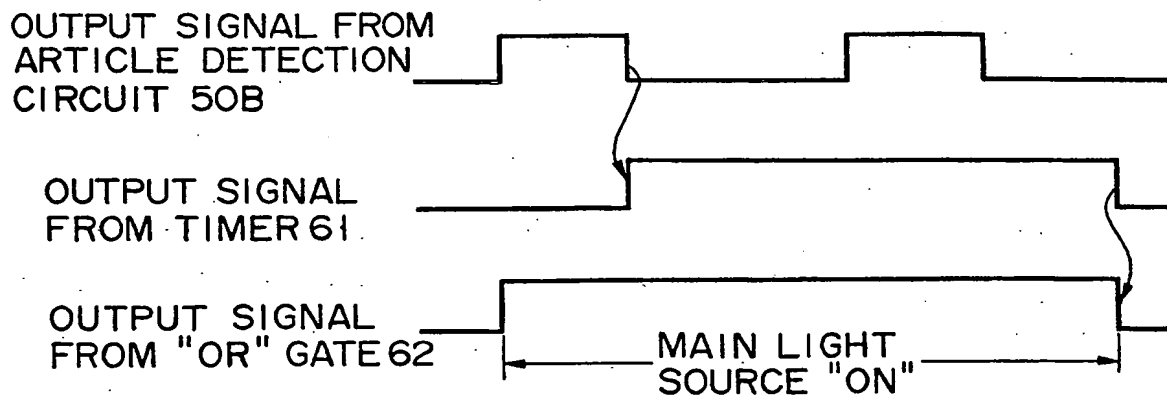 OUTPUT SIGNAL FROM
ARTICLE DETECTION
CIRCUIT 50B
OUTPUT SIGNAL
FROM TIMER 61
OUTPUT SIGNAL
FROM "OR" GATE 62
MAIN LIGHT
SOURCE "ON"